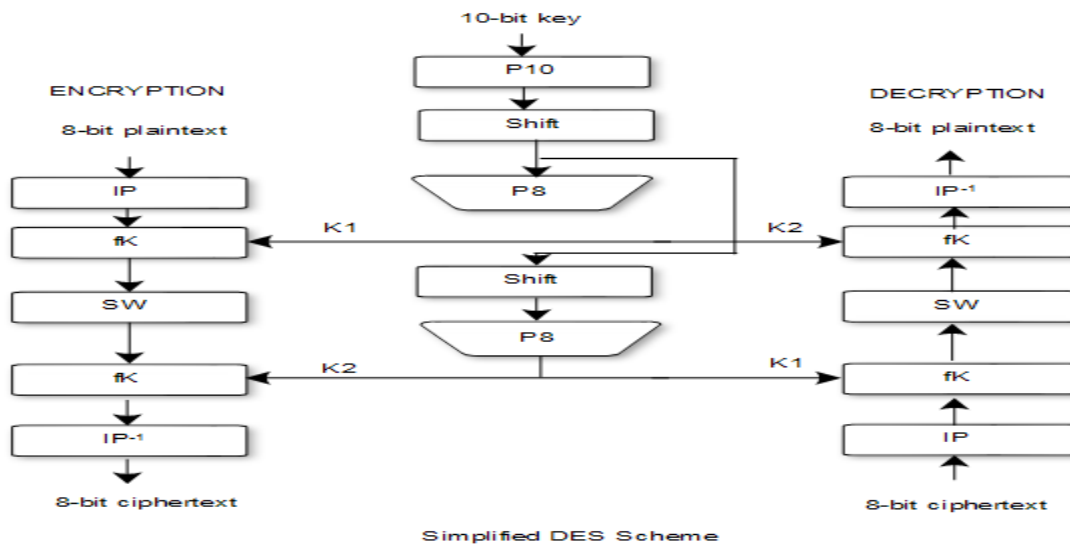 10-bit key
P10
ENCRYPTION
DECRYPTION
8-bit plaintext
Shift
8-bit plaintext
IP
P8
IP-1
fK
K1
K2
fK
Shift
SW
SW
P8
fK
K2
K1
fK
IP-1
IP
8-bit ciphertext
8-bit ciphertext
Simplified DES Scheme